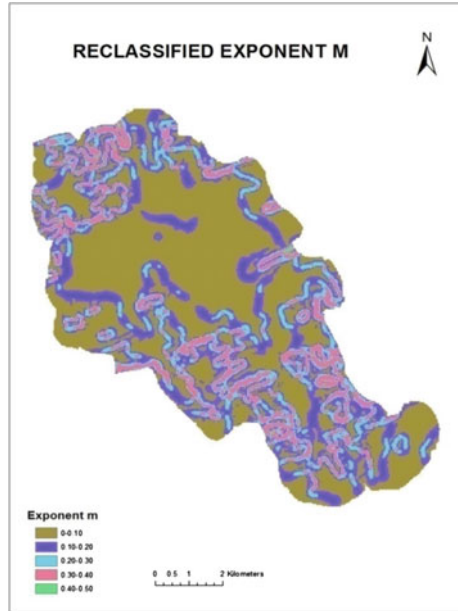 RECLASSIFIED EXPONENT M
N
Exponent m
0-0.10
0.10-0.20
0.20-0.30
0.30-0.40
0.40-0.50
0 0.5 1 2 Kilometers